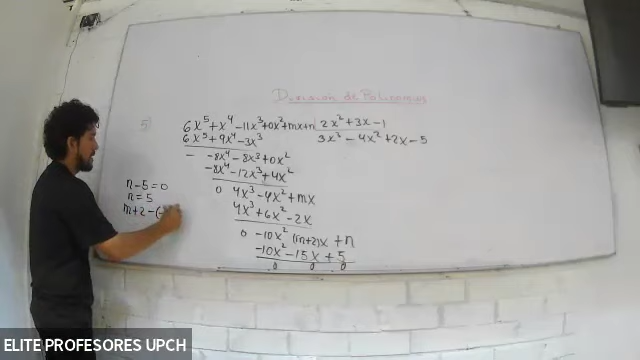 División de Polinomios
5)
6x⁵+x⁴-11x³+0x²+mx+n | 2x²+3x-1
6x⁵+9x⁴-3x³ 3x³-4x²+2x-5
- -8x⁴-8x³+0x²
-8x⁴-12x³+4x²
0 4x³-4x²+mx
4x³+6x²-2x
0 -10x² (m+2)x + n
-10x² -15x +5
0 0 0
n-5=0
n=5
m+2-(-
ELITE PROFESORES UPCH